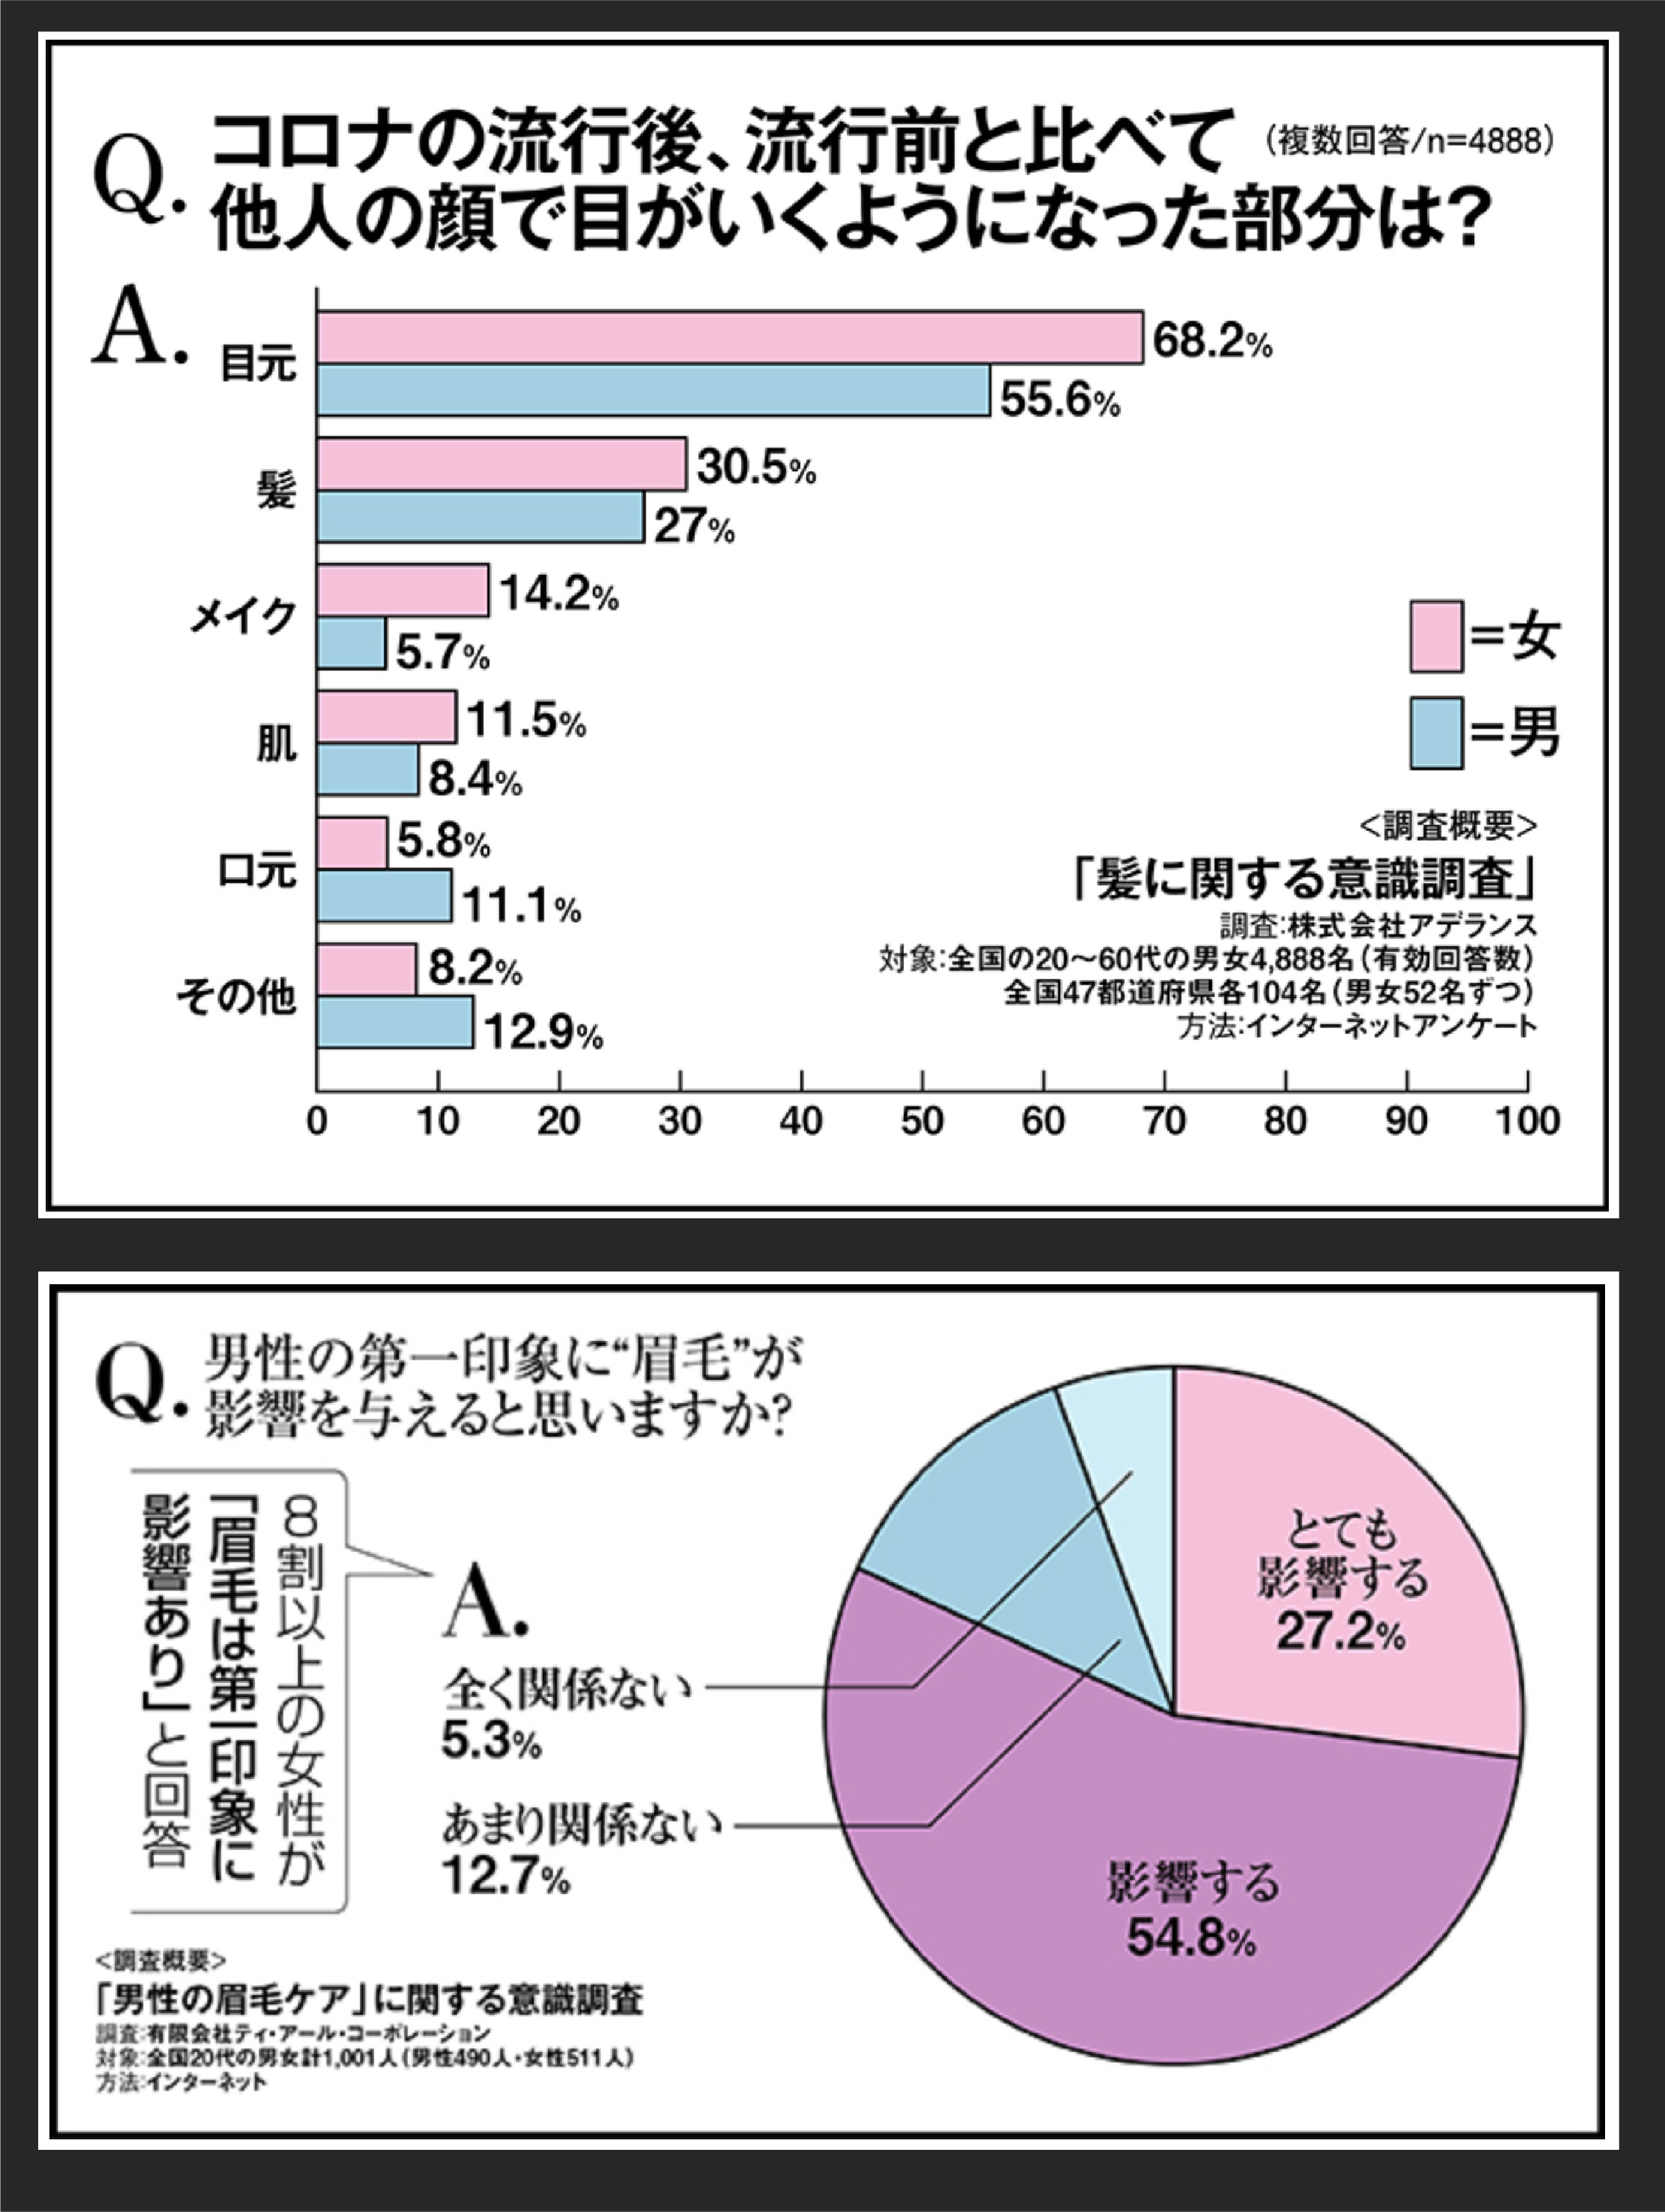 Q. コロナの流行後、流行前と比べて（複数回答/n=4888）
他人の顔で目がいくようになった部分は？
A.
目元
68.2%
55.6%
髪
30.5%
27%
メイク
14.2%
5.7%
肌
11.5%
8.4%
口元
5.8%
11.1%
その他
8.2%
12.9%
0 10 20 30 40 50 60 70 80 90 100
=女
=男
<調査概要>
「髪に関する意識調査」
調査:株式会社アデランス
対象:全国の20〜60代の男女4,888名（有効回答数）
全国47都道府県各104名（男女52名ずつ）
方法:インターネットアンケート
Q. 男性の第一印象に“眉毛”が
影響を与えると思いますか?
8割以上の女性が
「眉毛は第一印象に
影響あり」と回答
A.
全く関係ない
5.3%
あまり関係ない
12.7%
とても
影響する
27.2%
影響する
54.8%
<調査概要>
「男性の眉毛ケア」に関する意識調査
調査:有限会社ティ・アール・コーポレーション
対象:全国20代の男女計1,001人（男性490人・女性511人）
方法:インターネット